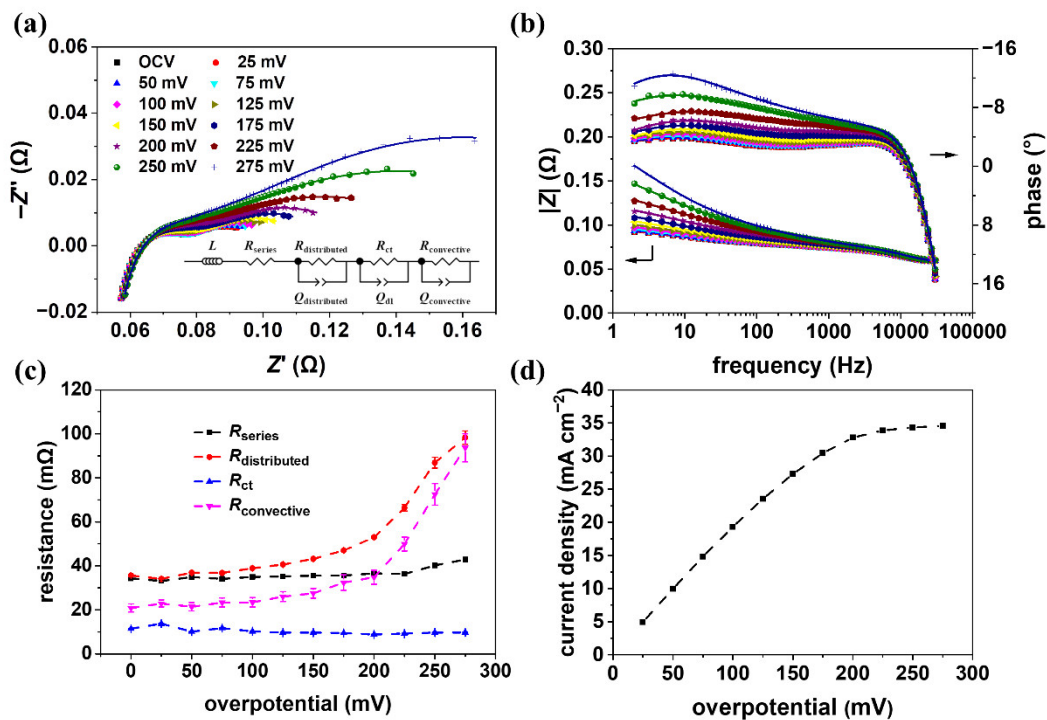 (a)
0.06
0.04
0.02
0.00
−0.02
−Z'' (Ω)
OCV 25 mV
50 mV 75 mV
100 mV 125 mV
150 mV 175 mV
200 mV 225 mV
250 mV 275 mV
L Rseries Rdistributed Rct Rconvective
Qdistributed Qdl Qconvective
0.06 0.08 0.10 0.12 0.14 0.16
Z' (Ω)
(b)
0.30
0.25
0.20
0.15
0.10
0.05
0.00
|Z| (Ω)
−16
−8
0
8
16
phase (°)
1 10 100 1000 10000 100000
frequency (Hz)
(c)
120
100
80
60
40
20
0
resistance (mΩ)
Rseries
Rdistributed
Rct
Rconvective
0 50 100 150 200 250 300
overpotential (mV)
(d)
40
35
30
25
20
15
10
5
0
current density (mA cm−2)
0 50 100 150 200 250 300
overpotential (mV)